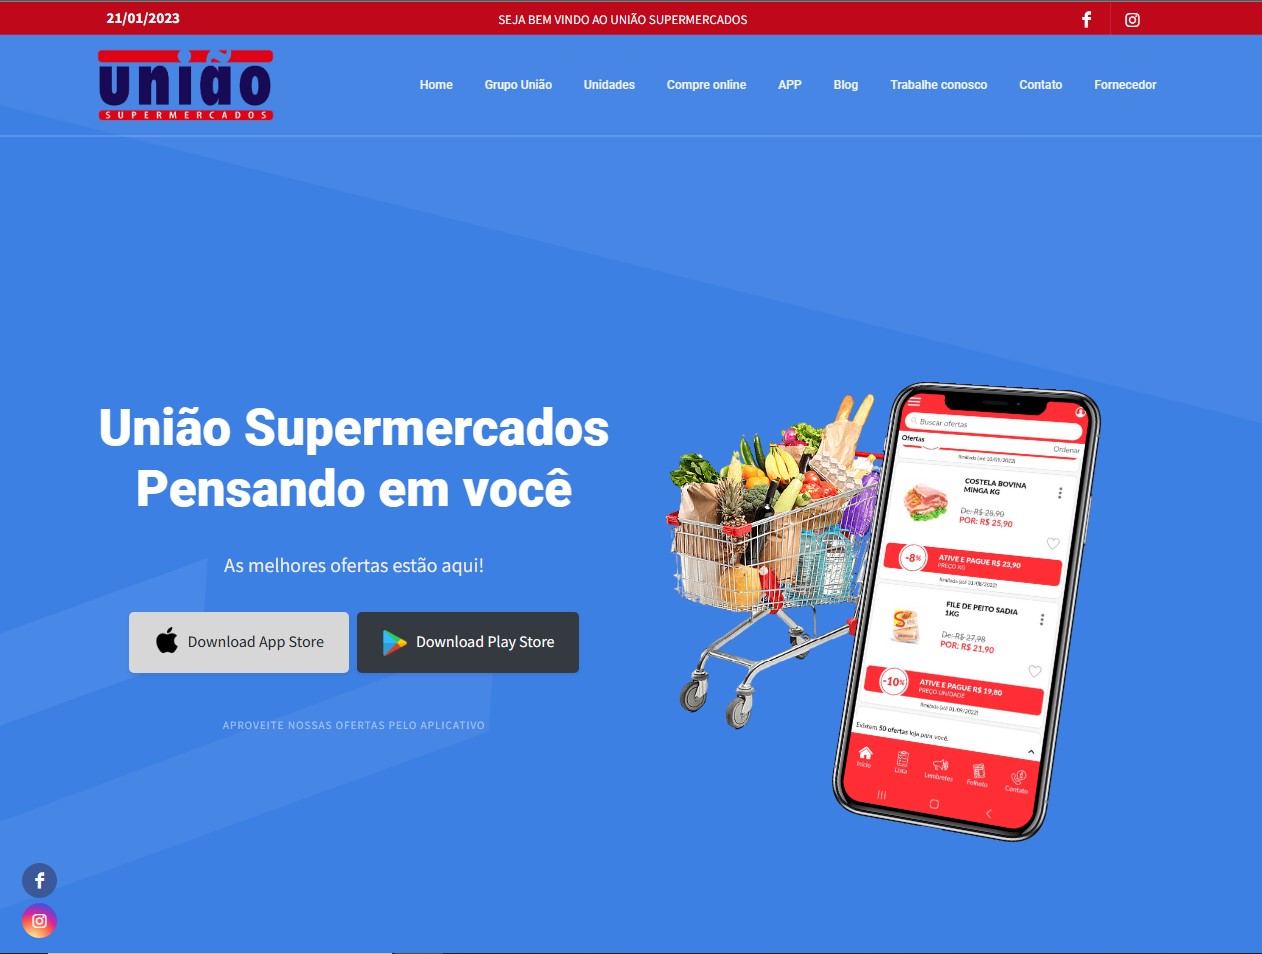 21/01/2023
SEJA BEM VINDO AO UNIÃO SUPERMERCADOS
união
SUPERMERCADOS
Home
Grupo União
Unidades
Compre online
APP
Blog
Trabalhe conosco
Contato
Fornecedor
União Supermercados
Pensando em você
As melhores ofertas estão aqui!
Download App Store
Download Play Store
APROVEITE NOSSAS OFERTAS PELO APLICATIVO
Buscar ofertas
Ofertas
Ordenar
COSTELA BOVINA
MINGA KG
De: R$ 28,90
POR: R$ 25,90
-8%
ATIVE E PAGUE R$ 23,90
PREÇO KG
FILE DE PEITO SADIA
1KG
De: R$ 27,98
POR: R$ 21,90
-10%
ATIVE E PAGUE R$ 19,80
PREÇO UNIDADE
Existem 50 ofertas loja para você.
Início
Lista
Lembretes
Folheto
Contato